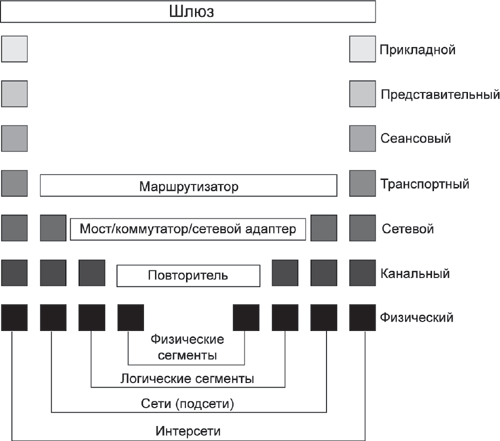 Шлюз
Прикладной
Представительный
Сеансовый
Маршрутизатор
Транспортный
Мост/коммутатор/сетевой адаптер
Сетевой
Повторитель
Канальный
Физический
Физические
сегменты
Логические сегменты
Сети (подсети)
Интерсети